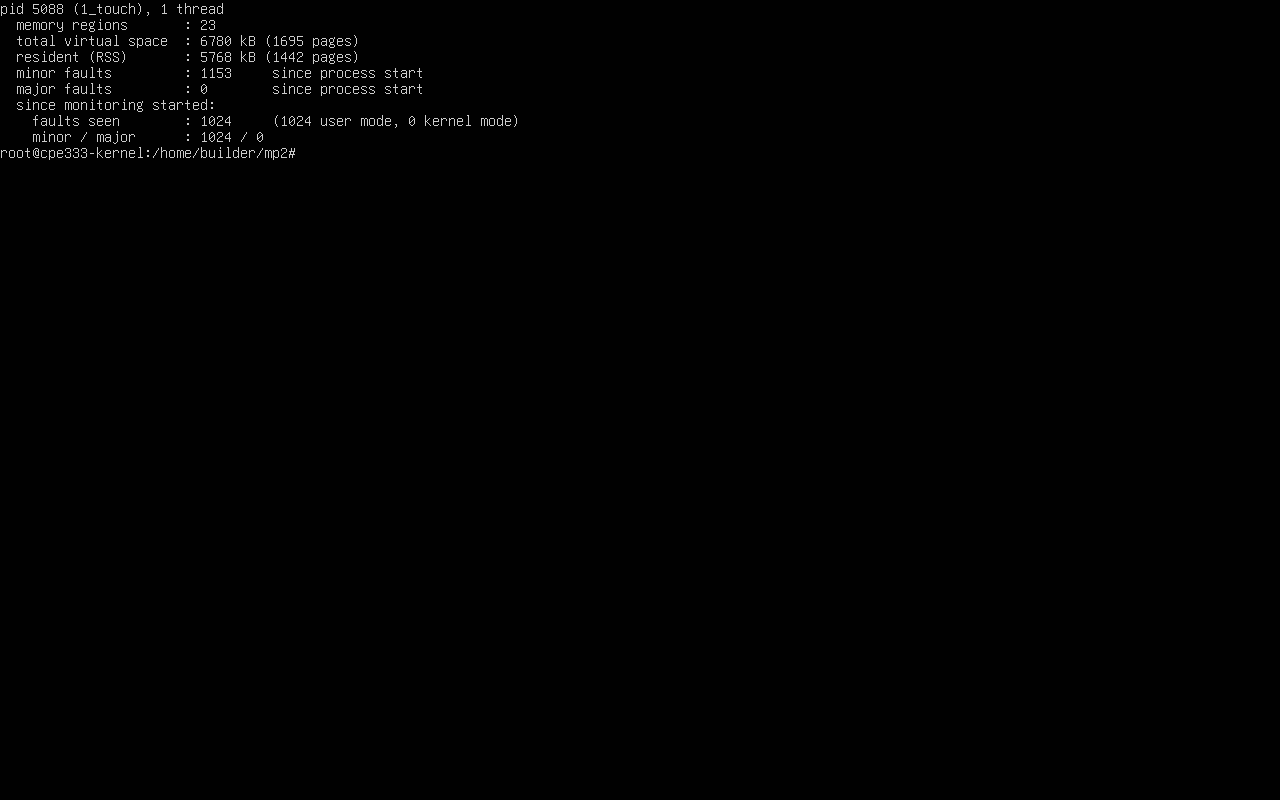 pid 5088 (1_touch), 1 thread
  memory regions       : 23
  total virtual space  : 6780 kB (1695 pages)
  resident (RSS)       : 5768 kB (1442 pages)
  minor faults         : 1153     since process start
  major faults         : 0        since process start
  since monitoring started:
    faults seen        : 1024     (1024 user mode, 0 kernel mode)
    minor / major      : 1024 / 0
root@cpe333-kernel:/home/builder/mp2#